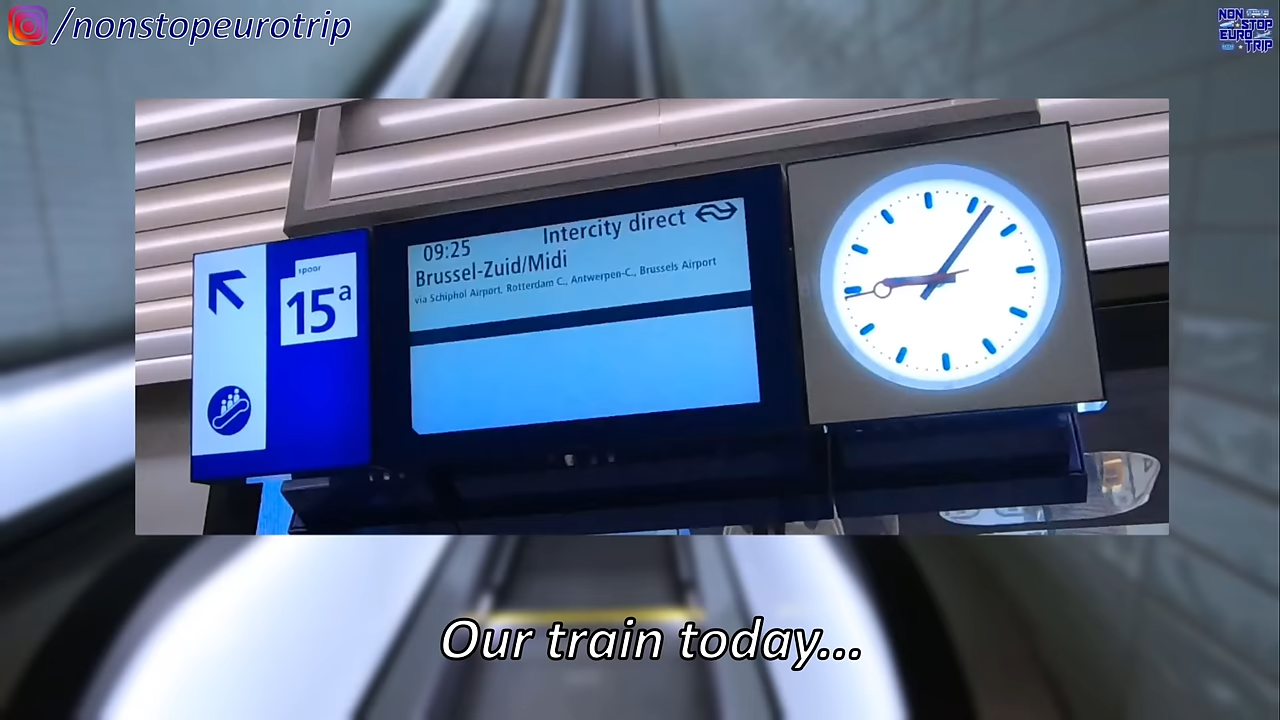 /nonstopeurotrip
NON
STOP
EURO
TRIP
spoor
15a
09:25 Intercity direct
Brussel-Zuid/Midi
via Schiphol Airport, Rotterdam C., Antwerpen-C., Brussels Airport
Our train today...